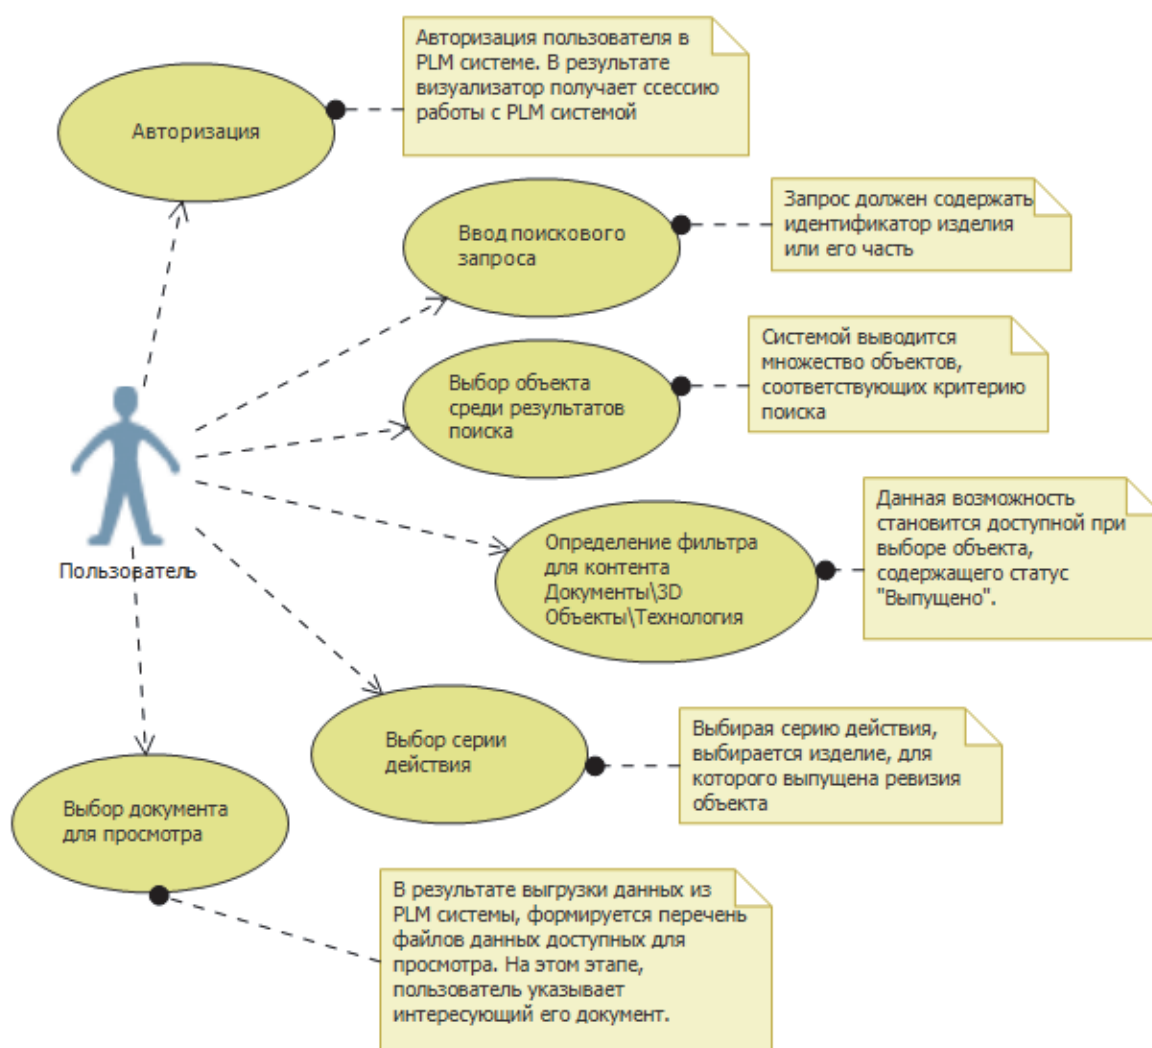 Авторизация пользователя в
PLM системе. В результате
визуализатор получает ссессию
работы с PLM системой
Авторизация
Запрос должен содержать
идентификатор изделия
или его часть
Ввод поискового
запроса
Системой выводится
множество объектов,
соответствующих критерию
поиска
Выбор объекта
среди результатов
поиска
Данная возможность
становится доступной при
выборе объекта,
содержащего статус
"Выпущено".
Определение фильтра
для контента
Документы\3D
Объекты\Технология
Пользователь
Выбор серии
действия
Выбирая серию действия,
выбирается изделие, для
которого выпущена ревизия
объекта
Выбор документа
для просмотра
В результате выгрузки данных из
PLM системы, формируется перечень
файлов данных доступных для
просмотра. На этом этапе,
пользователь указывает
интересующий его документ.